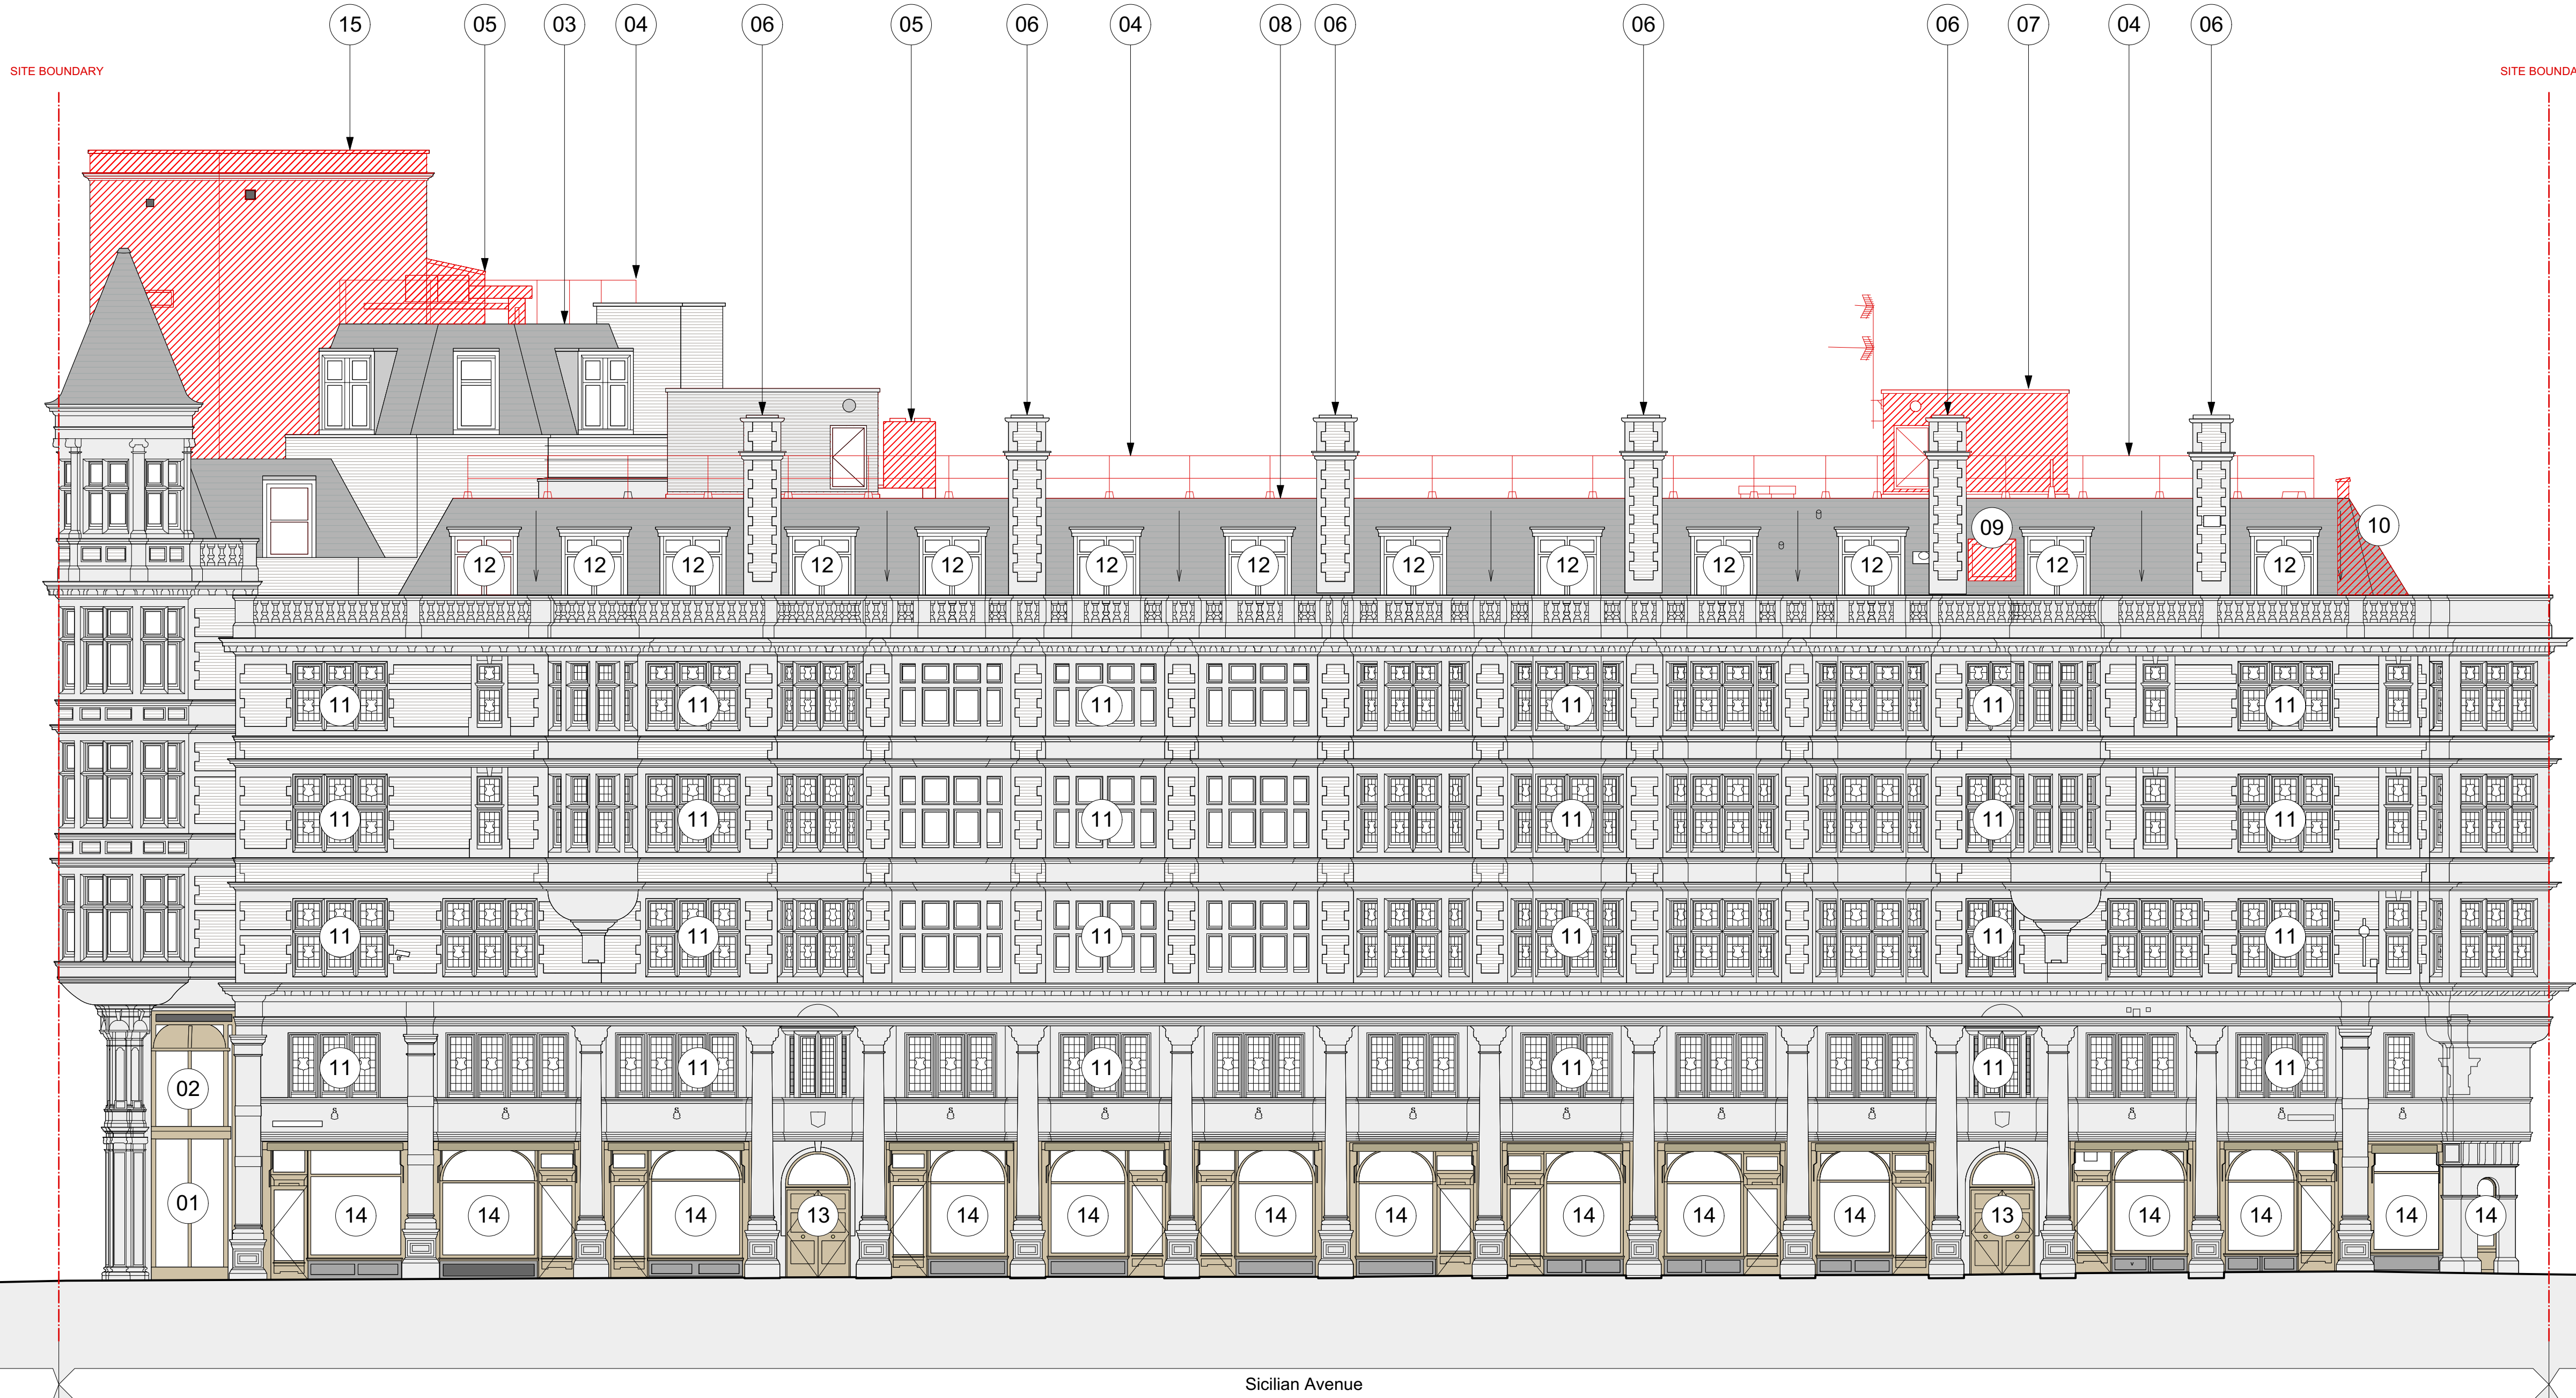 15 05 03 04 06 05 06 04 08 06 06 06 07 04 06
SITE BOUNDARY SITE BOUNDA
09 10
12 12 12 12 12 12 12 12 12 12 12 12 12
11 11 11 11 11 11
11 11 11 11 11 11
11 11 11 11 11 11
11 11 11 11 11 11
02
S S S S S S S S S S S S S
01
14 14 14 13 14 14 14 14 14 14 14 13 14 14 14 14
Sicilian Avenue